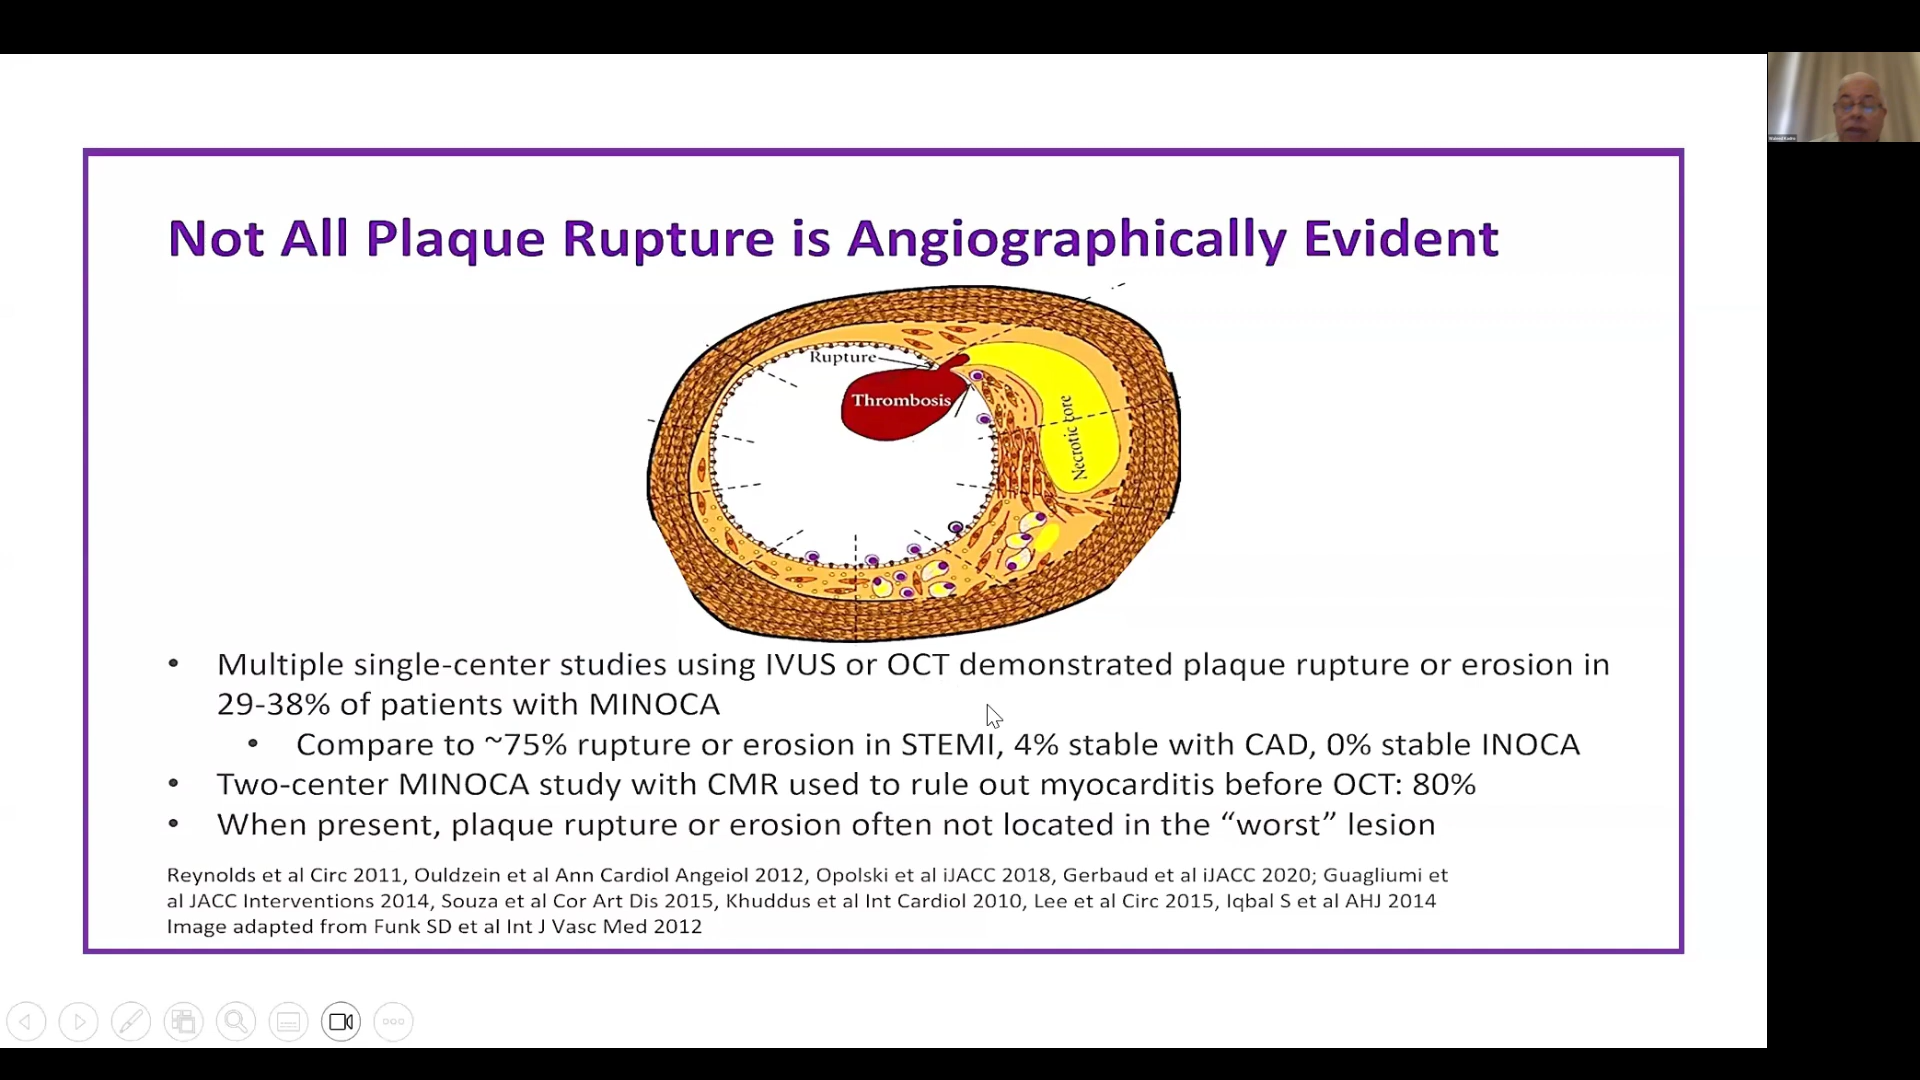 Not All Plaque Rupture is Angiographically Evident
Rupture
Thrombosis
Necrotic core
• Multiple single-center studies using IVUS or OCT demonstrated plaque rupture or erosion in
29-38% of patients with MINOCA
• Compare to ~75% rupture or erosion in STEMI, 4% stable with CAD, 0% stable INOCA
• Two-center MINOCA study with CMR used to rule out myocarditis before OCT: 80%
• When present, plaque rupture or erosion often not located in the “worst” lesion
Reynolds et al Circ 2011, Ouldzein et al Ann Cardiol Angeiol 2012, Opolski et al iJACC 2018, Gerbaud et al iJACC 2020; Guagliumi et
al JACC Interventions 2014, Souza et al Cor Art Dis 2015, Khuddus et al Int Cardiol 2010, Lee et al Circ 2015, Iqbal S et al AHJ 2014
Image adapted from Funk SD et al Int J Vasc Med 2012